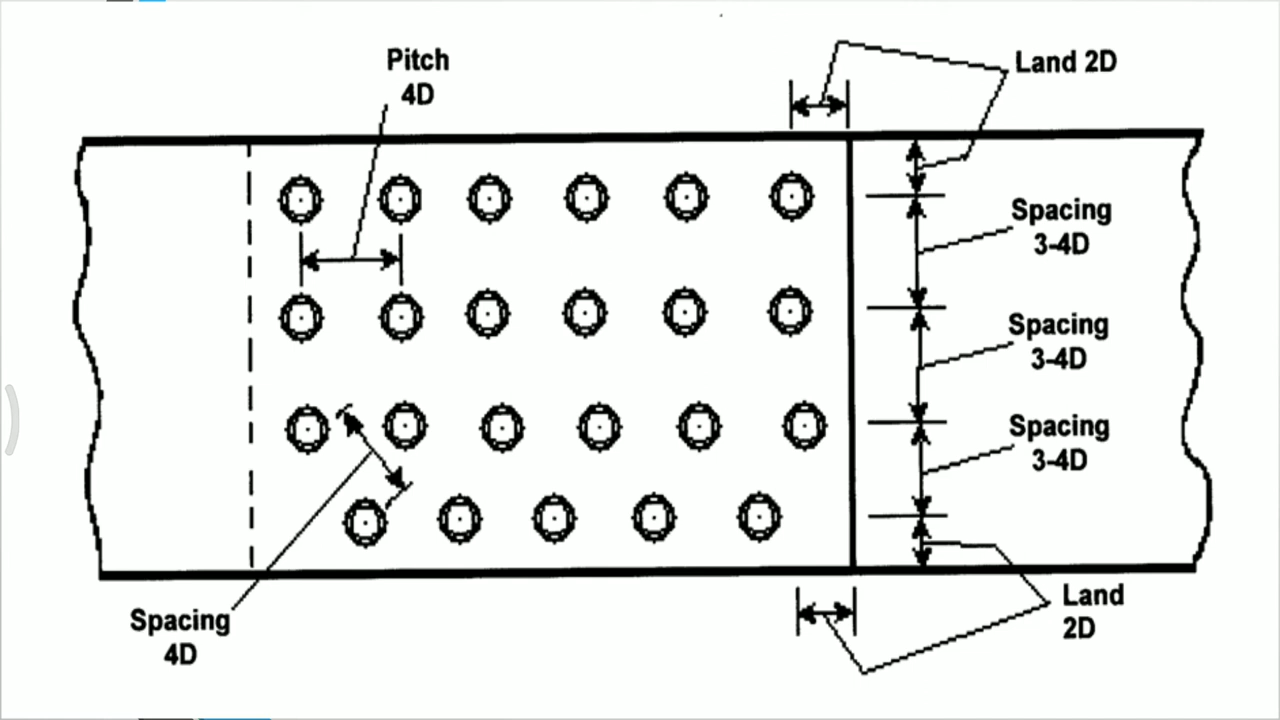 Pitch
4D
Land 2D
Spacing
3-4D
Spacing
3-4D
Spacing
3-4D
Land
2D
Spacing
4D